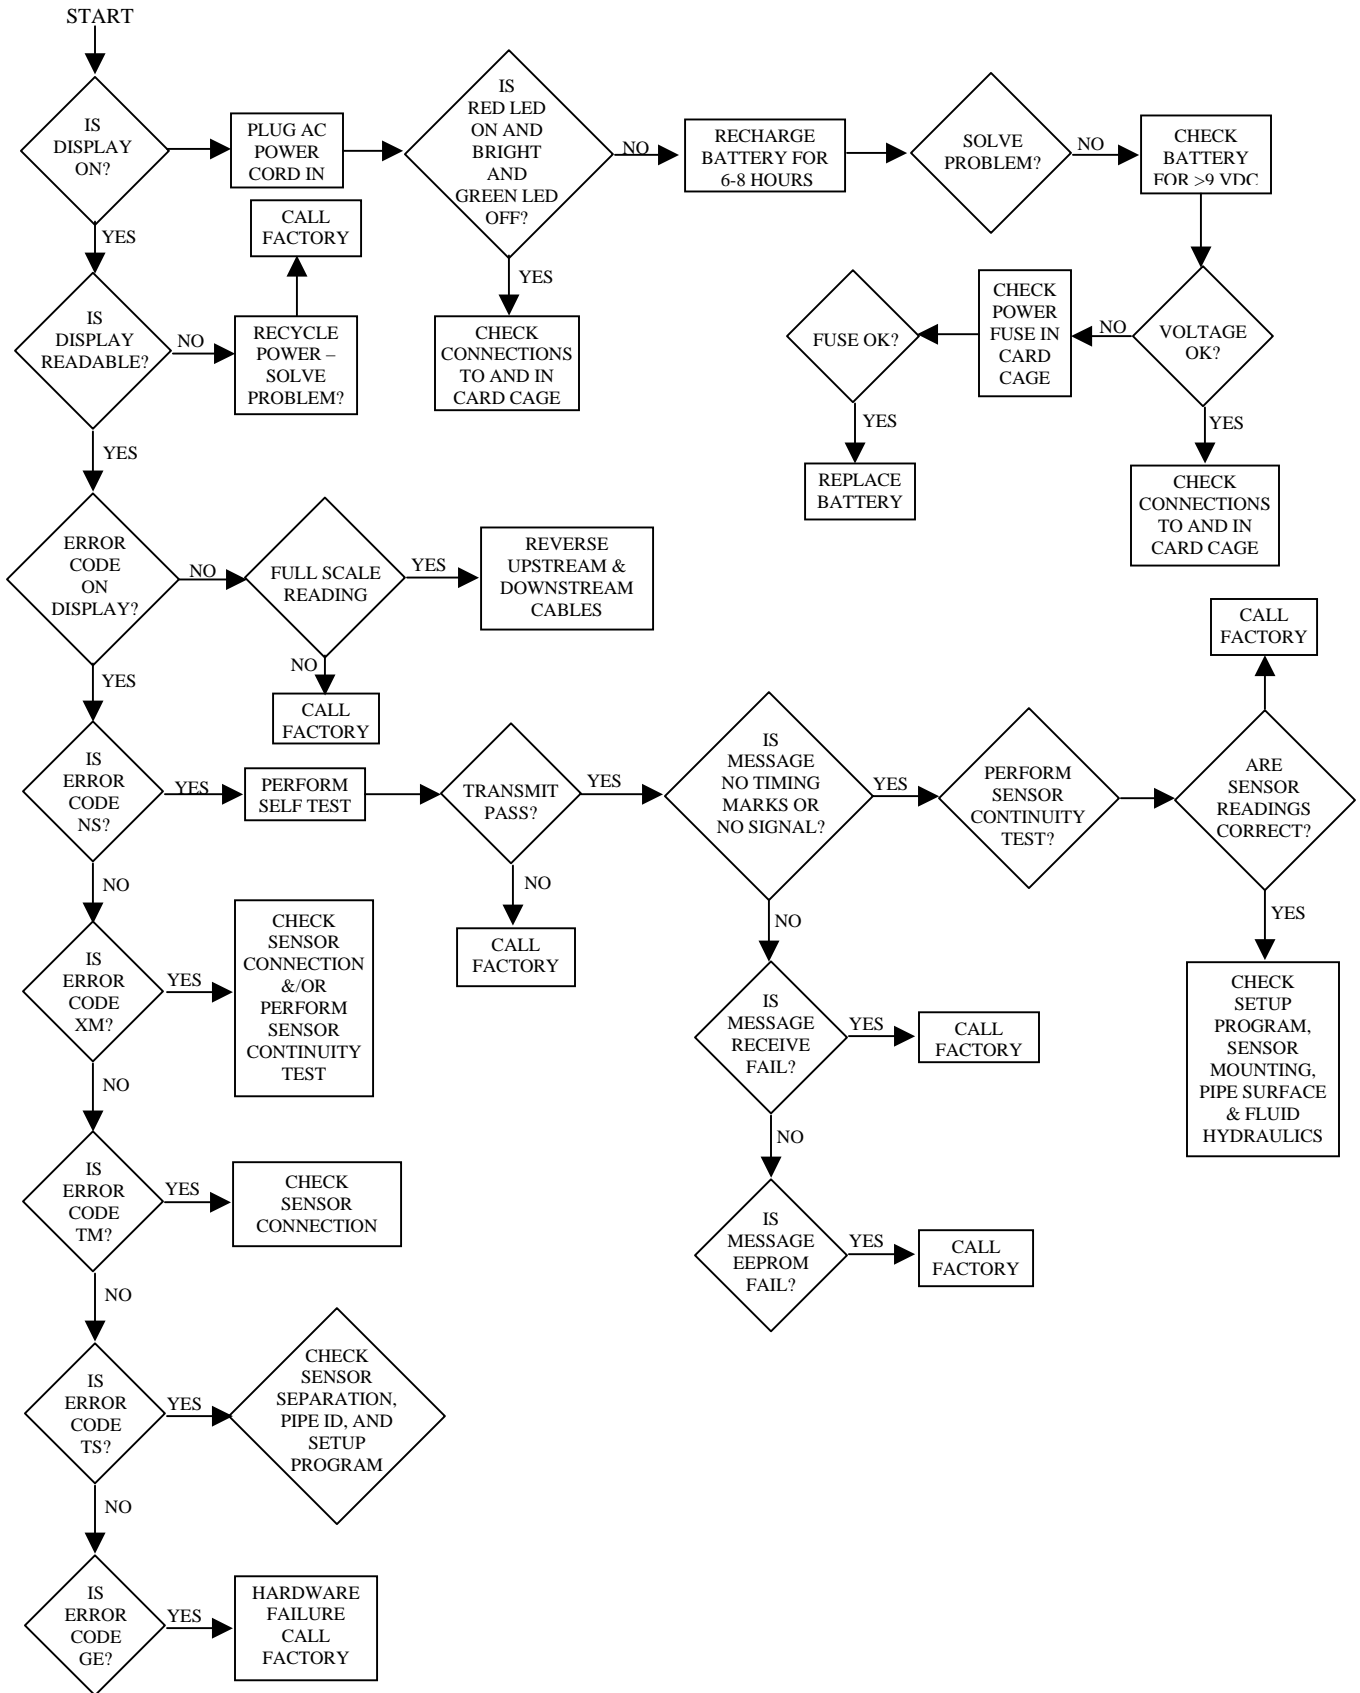 START
IS
DISPLAY
ON?
PLUG AC
POWER
CORD IN
IS
RED LED
ON AND
BRIGHT
AND
GREEN LED
OFF?
NO
RECHARGE
BATTERY FOR
6-8 HOURS
SOLVE
PROBLEM?
NO
CHECK
BATTERY
FOR >9 VDC
YES
CALL
FACTORY
YES
IS
DISPLAY
READABLE?
NO
RECYCLE
POWER –
SOLVE
PROBLEM?
CHECK
CONNECTIONS
TO AND IN
CARD CAGE
FUSE OK?
CHECK
POWER
FUSE IN
CARD
CAGE
NO
VOLTAGE
OK?
YES
YES
YES
REPLACE
BATTERY
CHECK
CONNECTIONS
TO AND IN
CARD CAGE
ERROR
CODE
ON
DISPLAY?
NO
FULL SCALE
READING
YES
REVERSE
UPSTREAM &
DOWNSTREAM
CABLES
YES
NO
CALL
FACTORY
CALL
FACTORY
IS
ERROR
CODE
NS?
YES
PERFORM
SELF TEST
TRANSMIT
PASS?
YES
IS
MESSAGE
NO TIMING
MARKS OR
NO SIGNAL?
YES
PERFORM
SENSOR
CONTINUITY
TEST?
ARE
SENSOR
READINGS
CORRECT?
NO
NO
CALL
FACTORY
NO
YES
IS
ERROR
CODE
XM?
YES
CHECK
SENSOR
CONNECTION
&/OR
PERFORM
SENSOR
CONTINUITY
TEST
IS
MESSAGE
RECEIVE
FAIL?
YES
CALL
FACTORY
CHECK
SETUP
PROGRAM,
SENSOR
MOUNTING,
PIPE SURFACE
& FLUID
HYDRAULICS
NO
NO
IS
ERROR
CODE
TM?
YES
CHECK
SENSOR
CONNECTION
IS
MESSAGE
EEPROM
FAIL?
YES
CALL
FACTORY
NO
IS
ERROR
CODE
TS?
YES
CHECK
SENSOR
SEPARATION,
PIPE ID, AND
SETUP
PROGRAM
NO
IS
ERROR
CODE
GE?
YES
HARDWARE
FAILURE
CALL
FACTORY